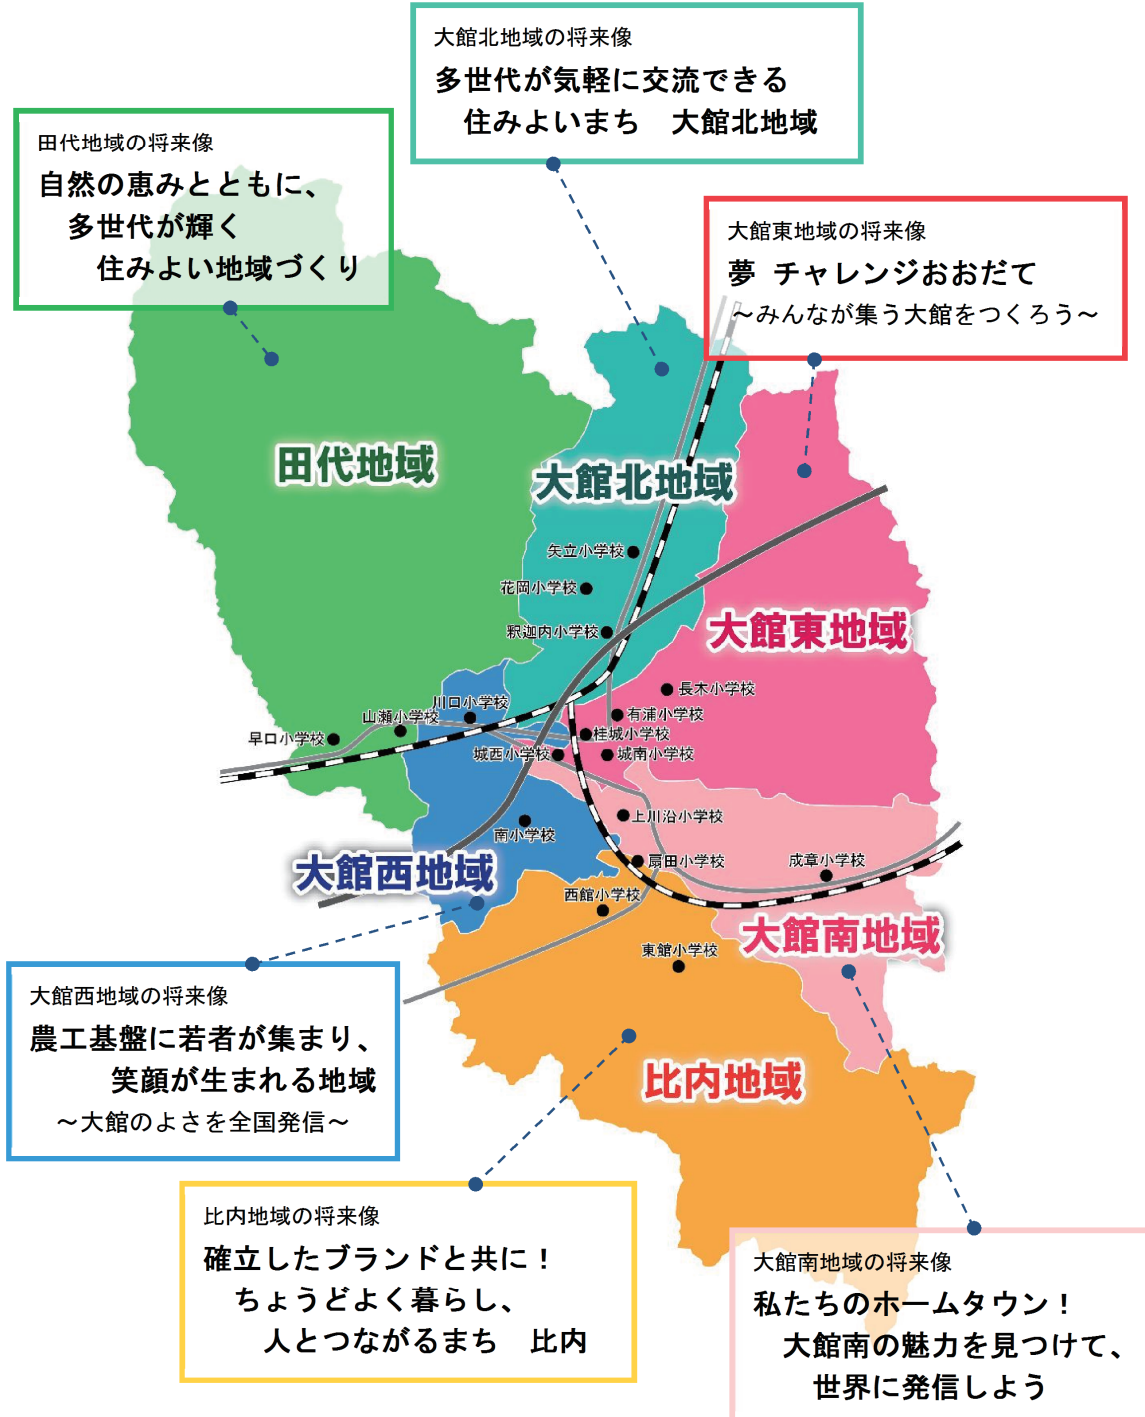 大館北地域の将来像
多世代が気軽に交流できる
住みよいまち　大館北地域
田代地域の将来像
自然の恵みとともに、
多世代が輝く
住みよい地域づくり
大館東地域の将来像
夢 チャレンジおおだて
～みんなが集う大館をつくろう～
田代地域
大館北地域
矢立小学校
花岡小学校
釈迦内小学校
大館東地域
長木小学校
川口小学校
有浦小学校
山瀬小学校
桂城小学校
早口小学校
城西小学校
城南小学校
上川沿小学校
南小学校
扇田小学校
成章小学校
大館西地域
西館小学校
大館南地域
東館小学校
大館西地域の将来像
農工基盤に若者が集まり、
笑顔が生まれる地域
～大館のよさを全国発信～
比内地域
比内地域の将来像
確立したブランドと共に！
ちょうどよく暮らし、
人とつながるまち　比内
大館南地域の将来像
私たちのホームタウン！
大館南の魅力を見つけて、
世界に発信しよう